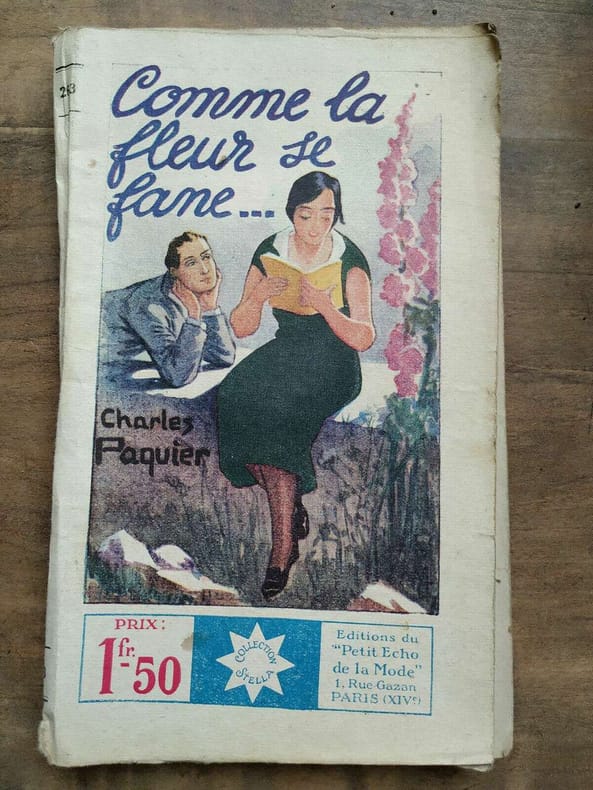 Comme la
fleur se
fane...
Charles
Paquier
PRIX:
1fr.50
COLLECTION
STELLA
Editions du
"Petit Echo
de la Mode"
1, Rue Gazan
PARIS (XIVe)